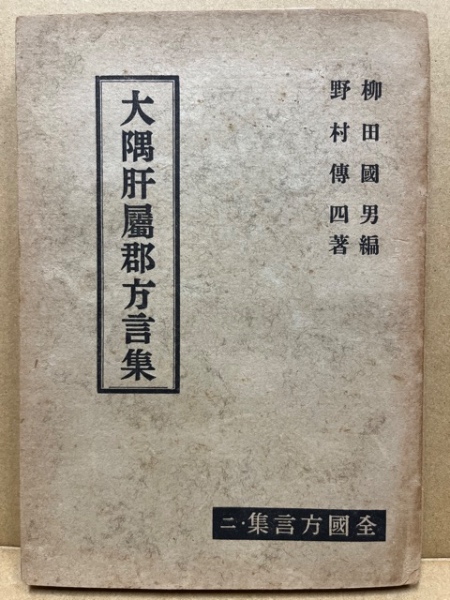 柳田國男編
野村傳四著
大隅肝屬郡方言集
全國方言集・二